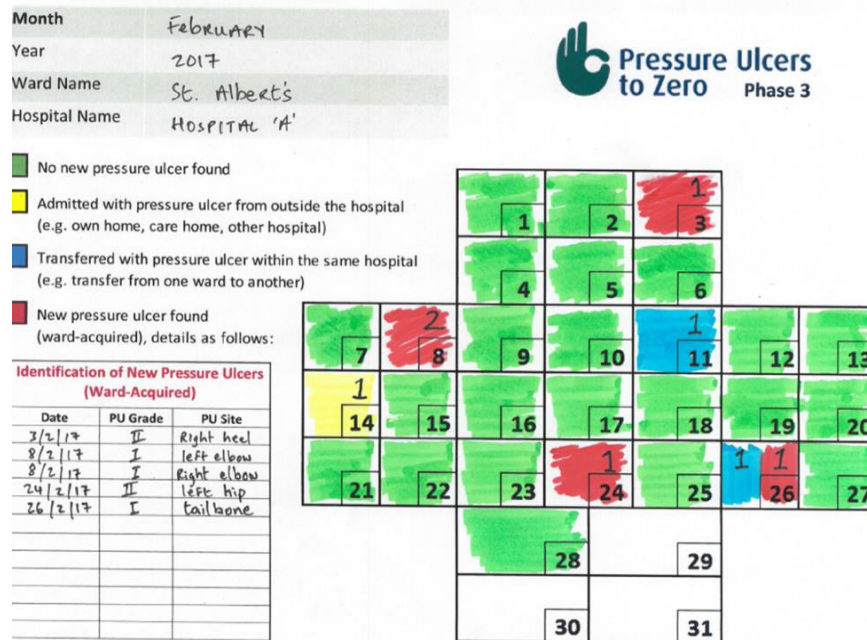 Month February
Year 2017
Ward Name St. Albert's
Hospital Name HOSPITAL 'A'
Pressure Ulcers
to Zero Phase 3
No new pressure ulcer found
Admitted with pressure ulcer from outside the hospital
(e.g. own home, care home, other hospital)
Transferred with pressure ulcer within the same hospital
(e.g. transfer from one ward to another)
New pressure ulcer found
(ward-acquired), details as follows:
Identification of New Pressure Ulcers
(Ward-Acquired)
Date PU Grade PU Site
3/2/17 II Right heel
8/2/17 I left elbow
8/2/17 I Right elbow
24/2/17 II left hip
26/2/17 I tailbone
1
1 2 3
4 5 6
2 1
7 8 9 10 11 12 13
1
14 15 16 17 18 19 20
1 1 1
21 22 23 24 25 26 27
28 29
30 31